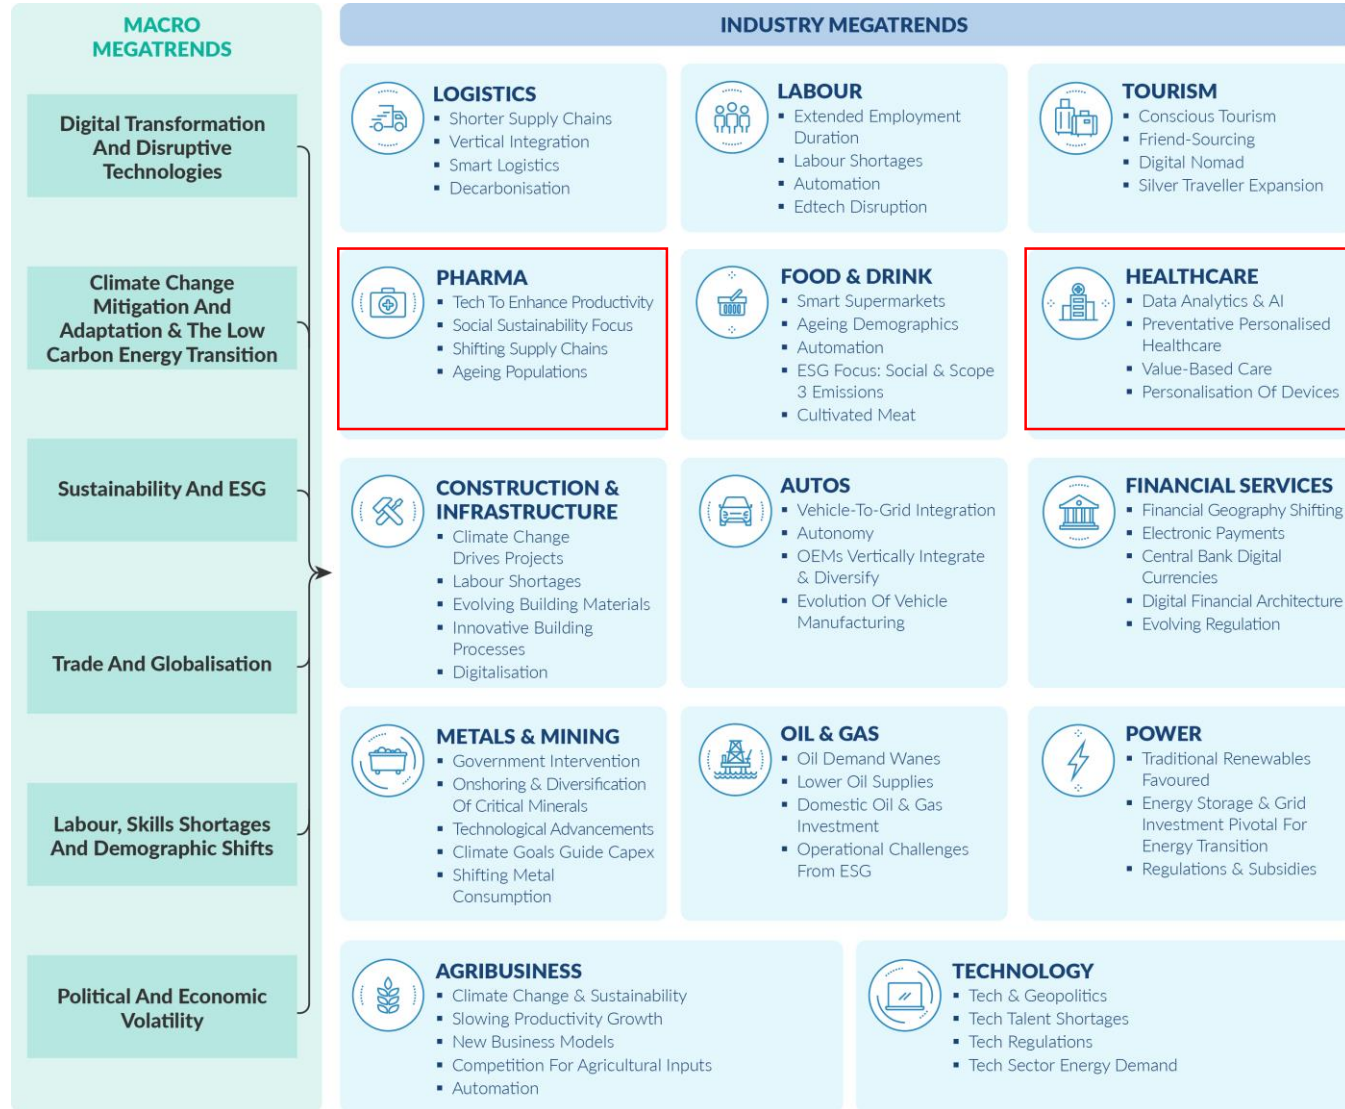 MACRO
MEGATRENDS
Digital Transformation
And Disruptive
Technologies
Climate Change
Mitigation And
Adaptation & The Low
Carbon Energy Transition
Sustainability And ESG
Trade And Globalisation
Labour, Skills Shortages
And Demographic Shifts
Political And Economic
Volatility
INDUSTRY MEGATRENDS
LOGISTICS
▪ Shorter Supply Chains
▪ Vertical Integration
▪ Smart Logistics
▪ Decarbonisation
LABOUR
▪ Extended Employment
Duration
▪ Labour Shortages
▪ Automation
▪ Edtech Disruption
TOURISM
▪ Conscious Tourism
▪ Friend-Sourcing
▪ Digital Nomad
▪ Silver Traveller Expansion
PHARMA
▪ Tech To Enhance Productivity
▪ Social Sustainability Focus
▪ Shifting Supply Chains
▪ Ageing Populations
FOOD & DRINK
▪ Smart Supermarkets
▪ Ageing Demographics
▪ Automation
▪ ESG Focus: Social & Scope
3 Emissions
▪ Cultivated Meat
HEALTHCARE
▪ Data Analytics & AI
▪ Preventative Personalised
Healthcare
▪ Value-Based Care
▪ Personalisation Of Devices
CONSTRUCTION &
INFRASTRUCTURE
▪ Climate Change
Drives Projects
▪ Labour Shortages
▪ Evolving Building Materials
▪ Innovative Building
Processes
▪ Digitalisation
AUTOS
▪ Vehicle-To-Grid Integration
▪ Autonomy
▪ OEMs Vertically Integrate
& Diversify
▪ Evolution Of Vehicle
Manufacturing
FINANCIAL SERVICES
▪ Financial Geography Shifting
▪ Electronic Payments
▪ Central Bank Digital
Currencies
▪ Digital Financial Architecture
▪ Evolving Regulation
METALS & MINING
▪ Government Intervention
▪ Onshoring & Diversification
Of Critical Minerals
▪ Technological Advancements
▪ Climate Goals Guide Capex
▪ Shifting Metal
Consumption
OIL & GAS
▪ Oil Demand Wanes
▪ Lower Oil Supplies
▪ Domestic Oil & Gas
Investment
▪ Operational Challenges
From ESG
POWER
▪ Traditional Renewables
Favoured
▪ Energy Storage & Grid
Investment Pivotal For
Energy Transition
▪ Regulations & Subsidies
AGRIBUSINESS
▪ Climate Change & Sustainability
▪ Slowing Productivity Growth
▪ New Business Models
▪ Competition For Agricultural Inputs
▪ Automation
TECHNOLOGY
▪ Tech & Geopolitics
▪ Tech Talent Shortages
▪ Tech Regulations
▪ Tech Sector Energy Demand